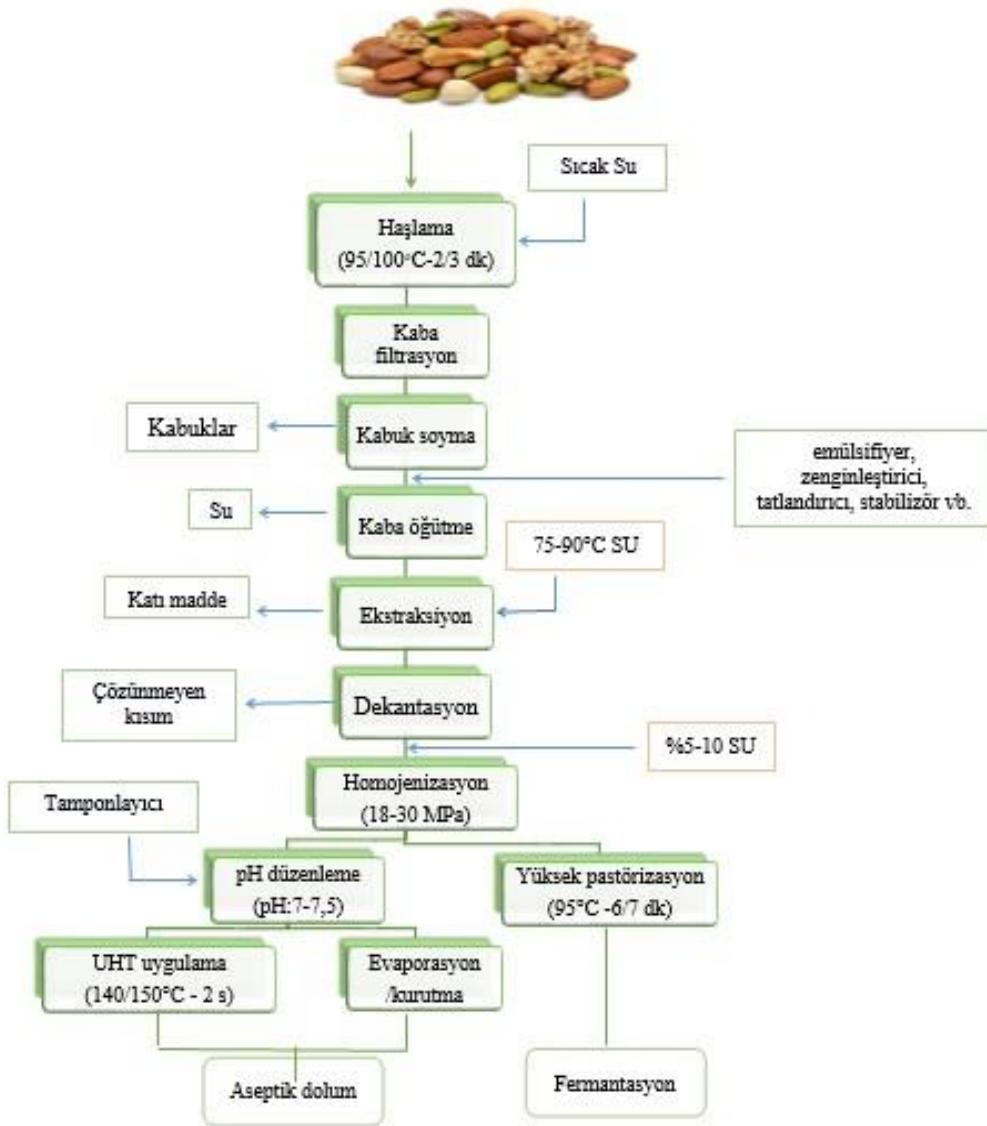 Sıcak Su
Haşlama
(95/100°C-2/3 dk)
Kaba
filtrasyon
Kabuklar
Kabuk soyma
emülsifiyer,
zenginleştirici,
tatlandırıcı, stabilizör vb.
Su
Kaba öğütme
75-90°C SU
Katı madde
Ekstraksiyon
Çözünmeyen
kısım
Dekantasyon
%5-10 SU
Homojenizasyon
(18-30 MPa)
Tamponlayıcı
pH düzenleme
(pH:7-7,5)
Yüksek pastörizasyon
(95°C -6/7 dk)
UHT uygulama
(140/150°C - 2 s)
Evaporasyon
/kurutma
Aseptik dolum
Fermantasyon